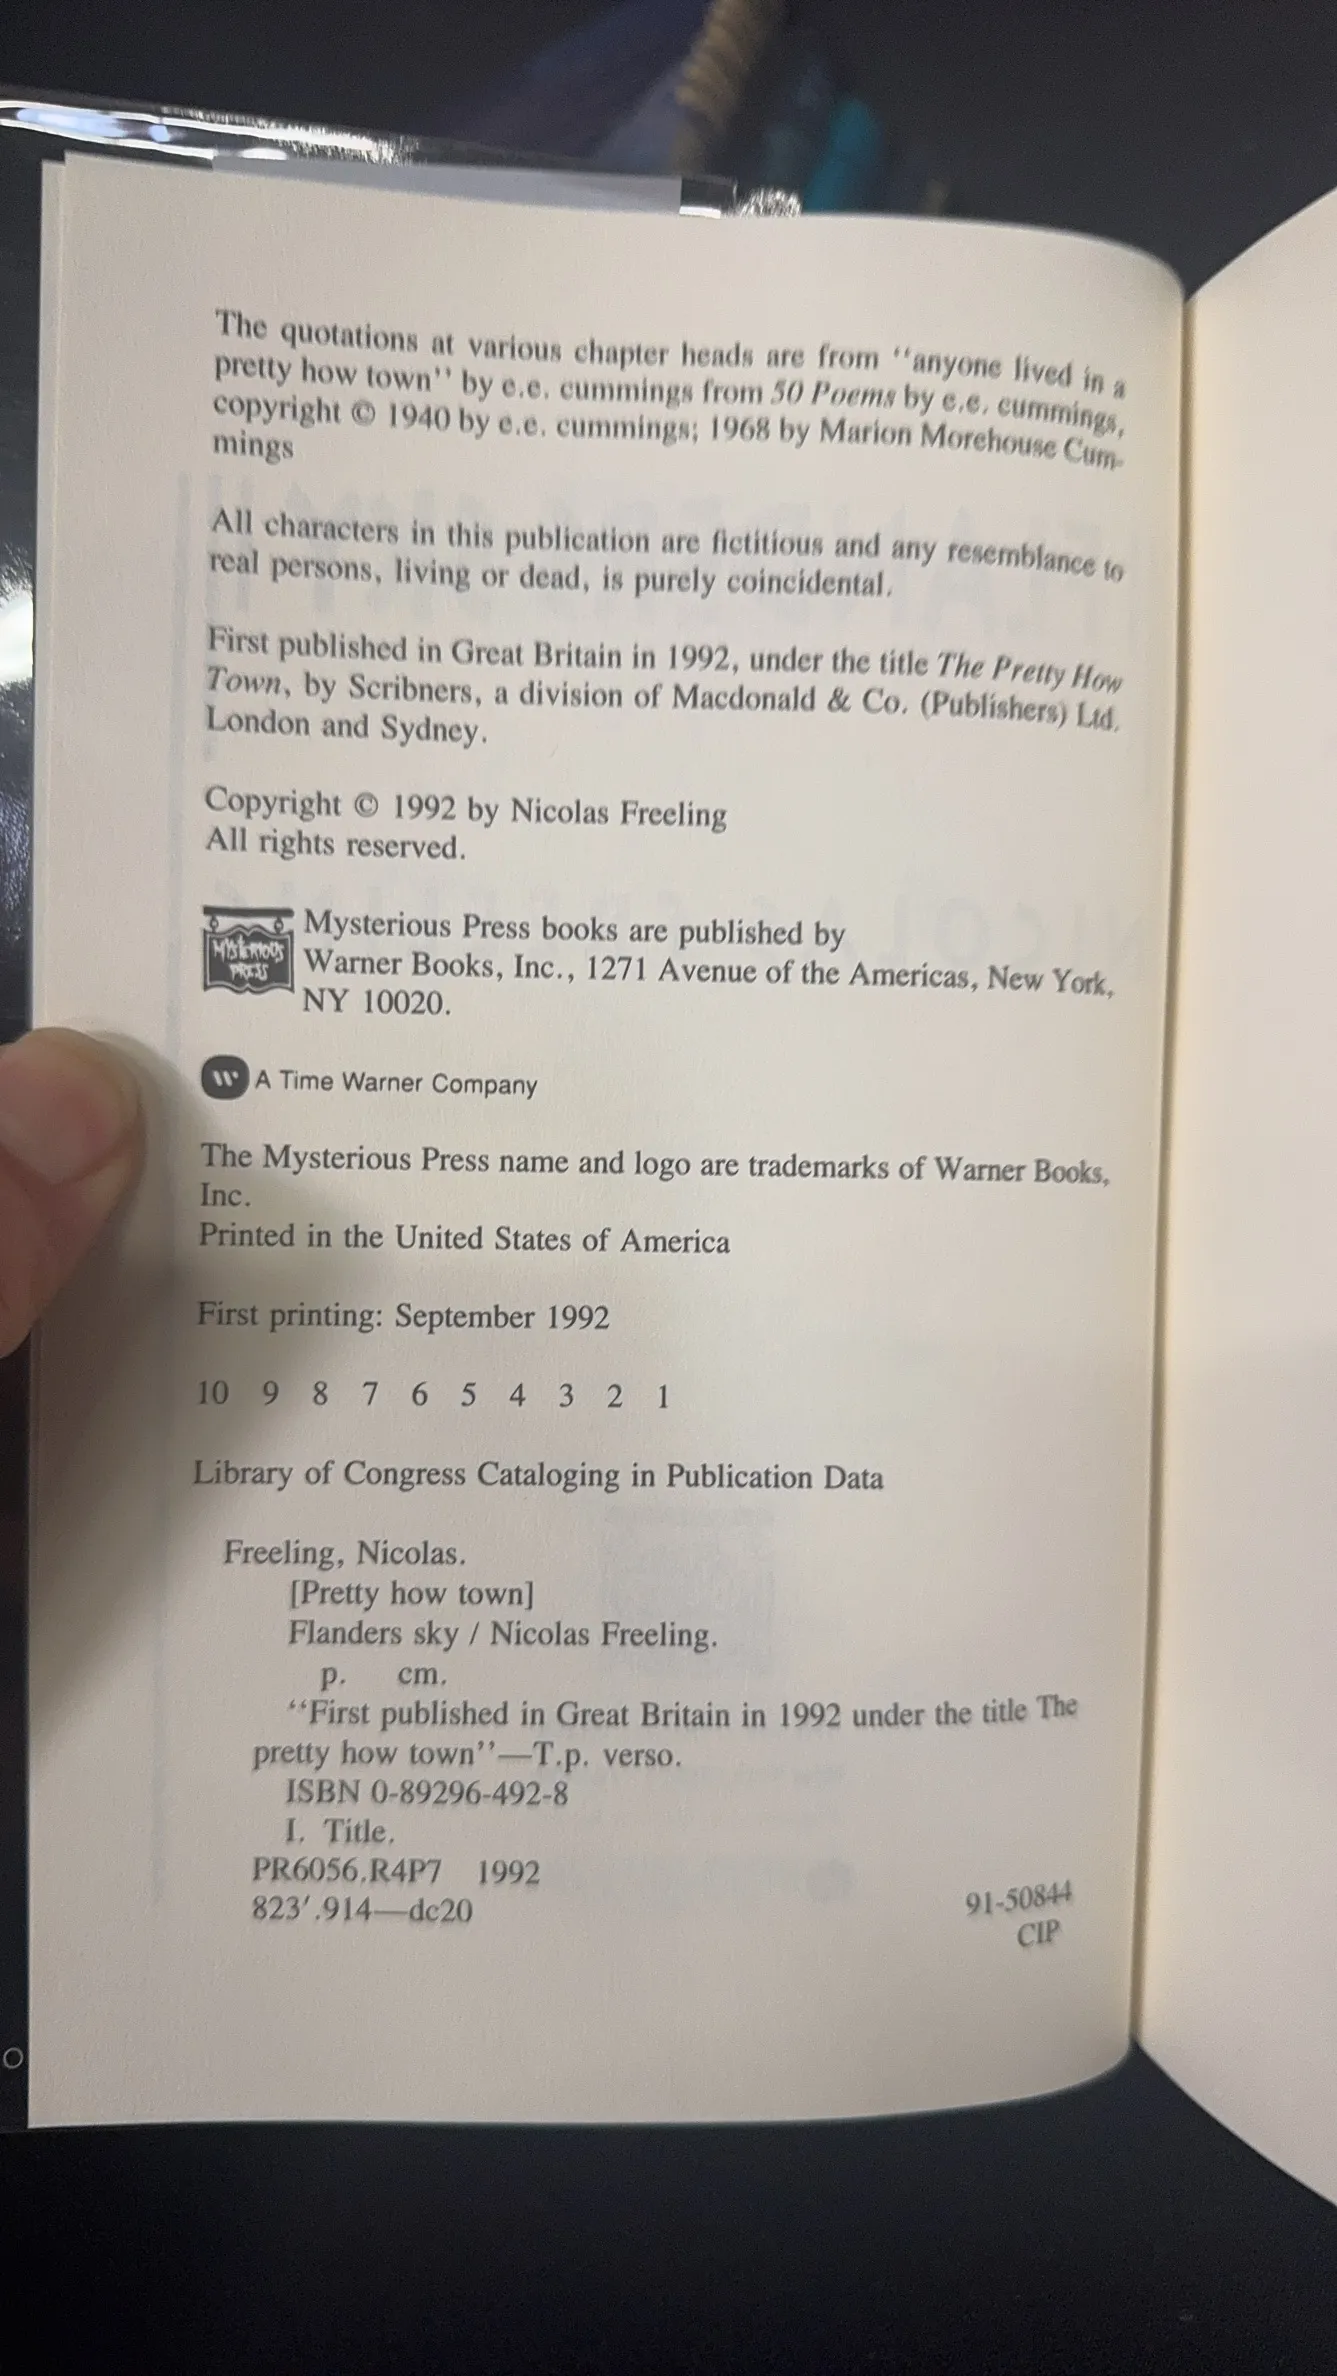 The quotations at various chapter heads are from "anyone lived in a
pretty how town" by e.e. cummings from 50 Poems by e.e. cummings,
copyright © 1940 by e.e. cummings; 1968 by Marion Morehouse Cum-
mings
All characters in this publication are fictitious and any resemblance to
real persons, living or dead, is purely coincidental.
First published in Great Britain in 1992, under the title The Pretty How
Town, by Scribners, a division of Macdonald & Co. (Publishers) Ltd.
London and Sydney.
Copyright © 1992 by Nicolas Freeling
All rights reserved.
MYSTERIOUS
PRESS
Mysterious Press books are published by
Warner Books, Inc., 1271 Avenue of the Americas, New York,
NY 10020.
W A Time Warner Company
The Mysterious Press name and logo are trademarks of Warner Books,
Inc.
Printed in the United States of America
First printing: September 1992
10 9 8 7 6 5 4 3 2 1
Library of Congress Cataloging in Publication Data
Freeling, Nicolas.
[Pretty how town]
Flanders sky / Nicolas Freeling.
p. cm.
"First published in Great Britain in 1992 under the title The
pretty how town"—T.p. verso.
ISBN 0-89296-492-8
I. Title.
PR6056.R4P7 1992
823'.914—dc20
91-50844
CIP